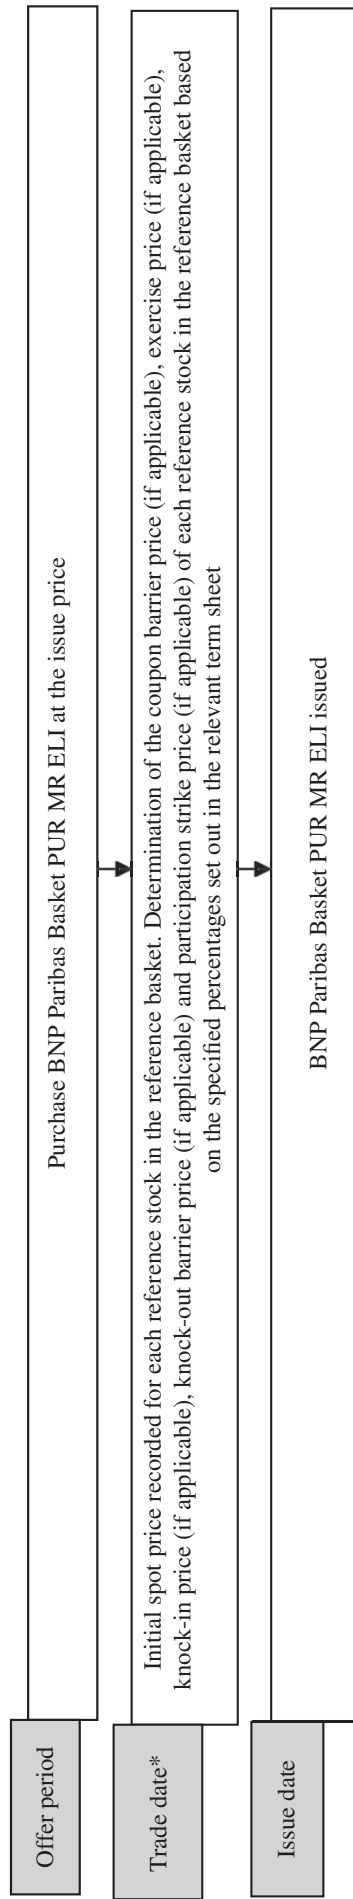 Offer period
Purchase BNP Paribas Basket PUR MR ELI at the issue price
Trade date*
Initial spot price recorded for each reference stock in the reference basket. Determination of the coupon barrier price (if applicable), exercise price (if applicable),
knock-in price (if applicable), knock-out barrier price (if applicable) and participation strike price (if applicable) of each reference stock in the reference basket based
on the specified percentages set out in the relevant term sheet
Issue date
BNP Paribas Basket PUR MR ELI issued